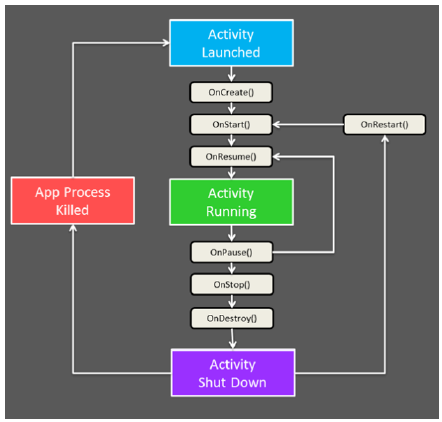 Activity
Launched
OnCreate()
OnStart()
OnRestart()
OnResume()
App Process
Killed
Activity
Running
OnPause()
OnStop()
OnDestroy()
Activity
Shut Down